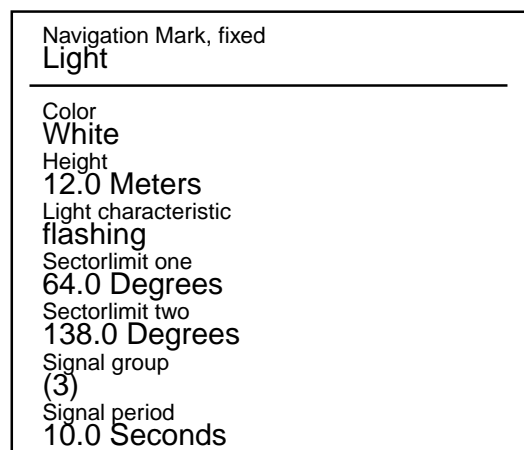 Navigation Mark, fixed
Light
Color
White
Height
12.0 Meters
Light characteristic
flashing
Sectorlimit one
64.0 Degrees
Sectorlimit two
138.0 Degrees
Signal group
(3)
Signal period
10.0 Seconds